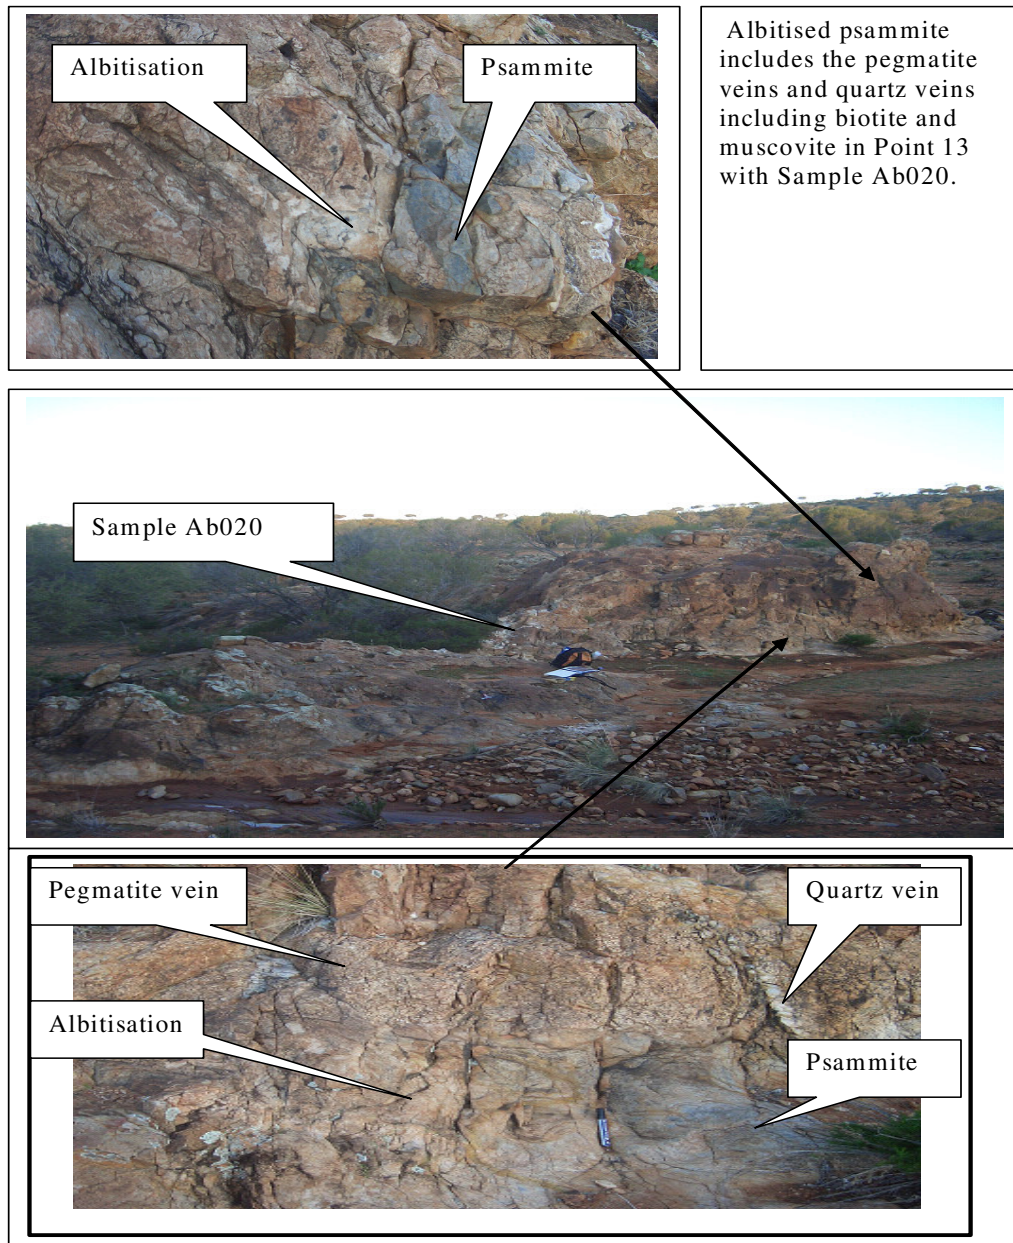 Albitisation
Psammite
Albitised psammite
includes the pegmatite
veins and quartz veins
including biotite and
muscovite in Point 13
with Sample Ab020.
Sample Ab020
Pegmatite vein
Quartz vein
Albitisation
Psammite